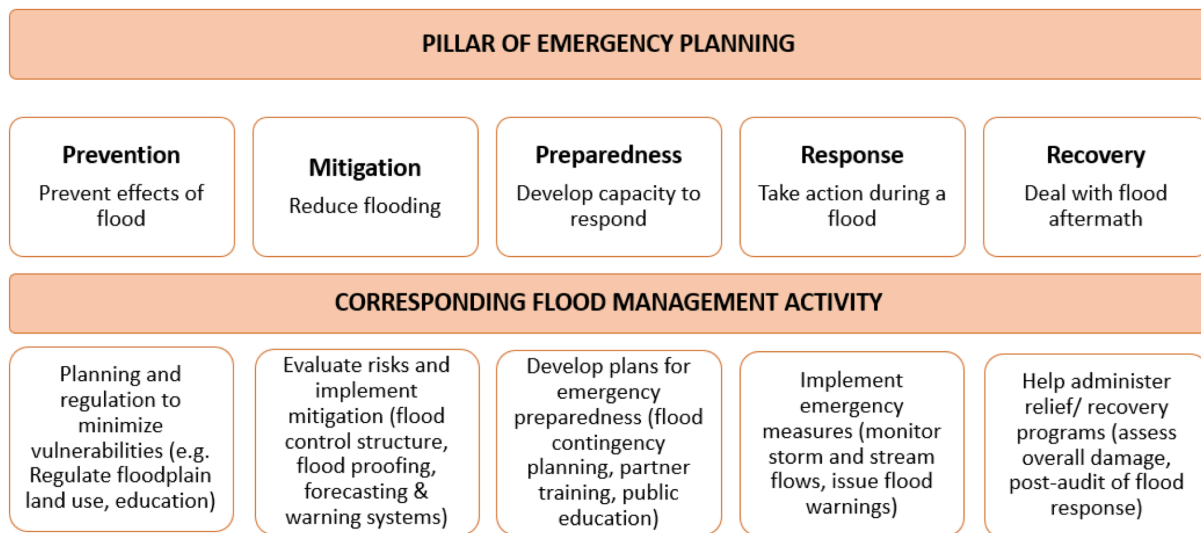 PILLAR OF EMERGENCY PLANNING
Prevention
Prevent effects of
flood
Mitigation
Reduce flooding
Preparedness
Develop capacity to
respond
Response
Take action during a
flood
Recovery
Deal with flood
aftermath
CORRESPONDING FLOOD MANAGEMENT ACTIVITY
Planning and
regulation to
minimize
vulnerabilities (e.g.
Regulate floodplain
land use, education)
Evaluate risks and
implement
mitigation (flood
control structure,
flood proofing,
forecasting &
warning systems)
Develop plans for
emergency
preparedness (flood
contingency
planning, partner
training, public
education)
Implement
emergency
measures (monitor
storm and stream
flows, issue flood
warnings)
Help administer
relief/ recovery
programs (assess
overall damage,
post-audit of flood
response)